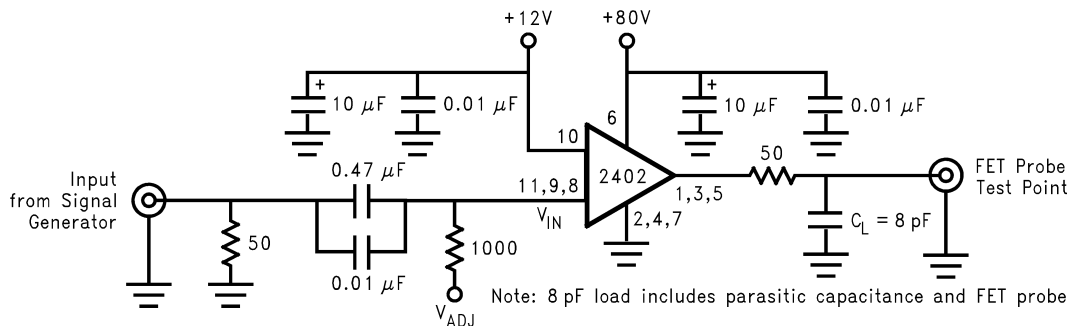 +12V
+80V
+
10 µF
0.01 µF
+
10 µF
0.01 µF
6
10
0.47 µF
50
Input
from Signal
Generator
11,9,8
2402
1,3,5
FET Probe
Test Point
V_IN
2,4,7
C_L = 8 pF
50
1000
0.01 µF
V_ADJ
Note: 8 pF load includes parasitic capacitance and FET probe